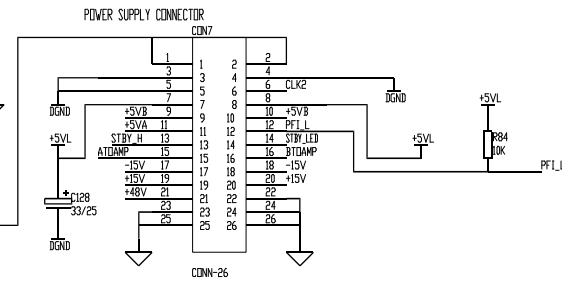 POWER SUPPLY CONNECTOR
CON7
1 1 2 2
3 3 4 4
5 5 6 6 CLK2
7 7 8 8
+5VB 9 9 10 10 +5VB
+5VA 11 11 12 12 PFI_L
STBY_H 13 13 14 14 STBY_LED
ATOAMP 15 15 16 16 BTOAMP
-15V 17 17 18 18 -15V
+15V 19 19 20 20 +15V
+48V 21 21 22 22
23 23 24 24
25 25 26 26
CONN-26
DGND
+5VL
C128
33/25
DGND
DGND
+5VL
+5VL
R84
10K
PFI_L